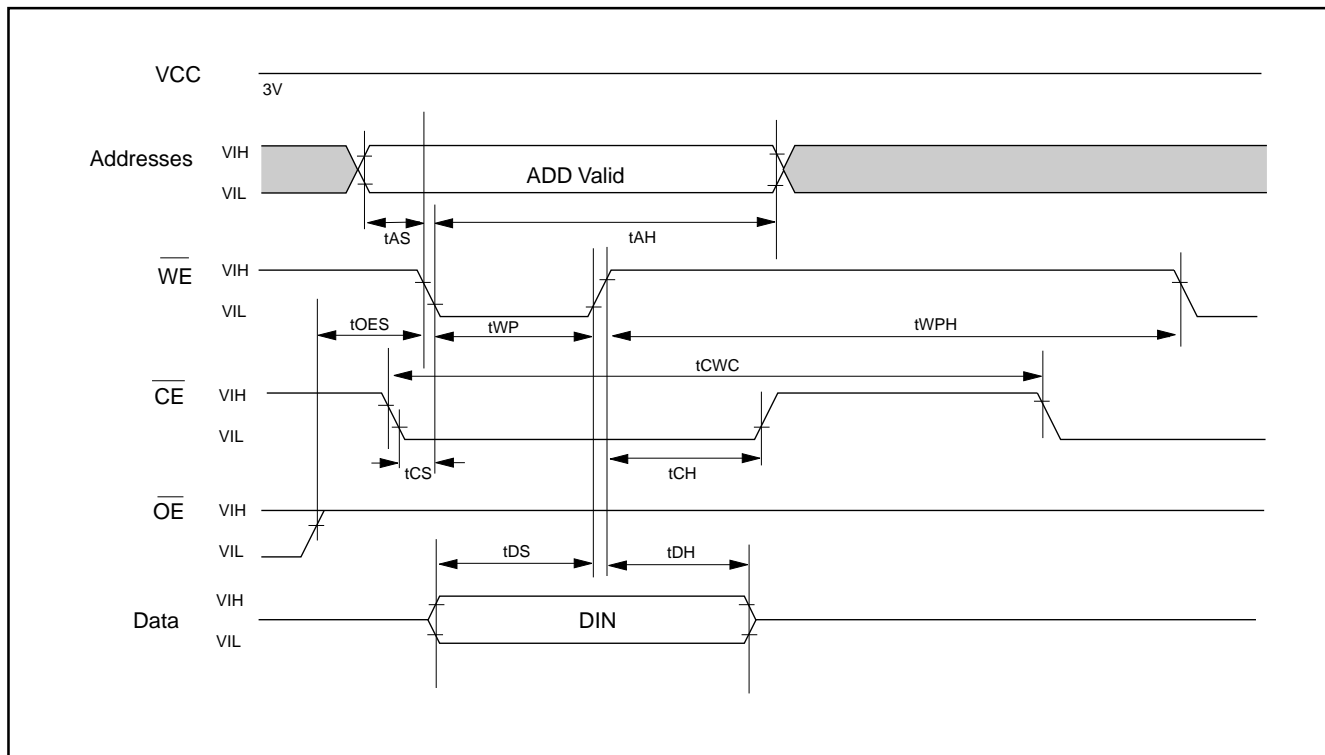 VCC
3V
Addresses
VIH
VIL
ADD Valid
tAS
tAH
WE
VIH
VIL
tOES
tWP
tWPH
tCWC
CE
VIH
VIL
tCS
tCH
OE
VIH
VIL
tDS
tDH
Data
VIH
VIL
DIN